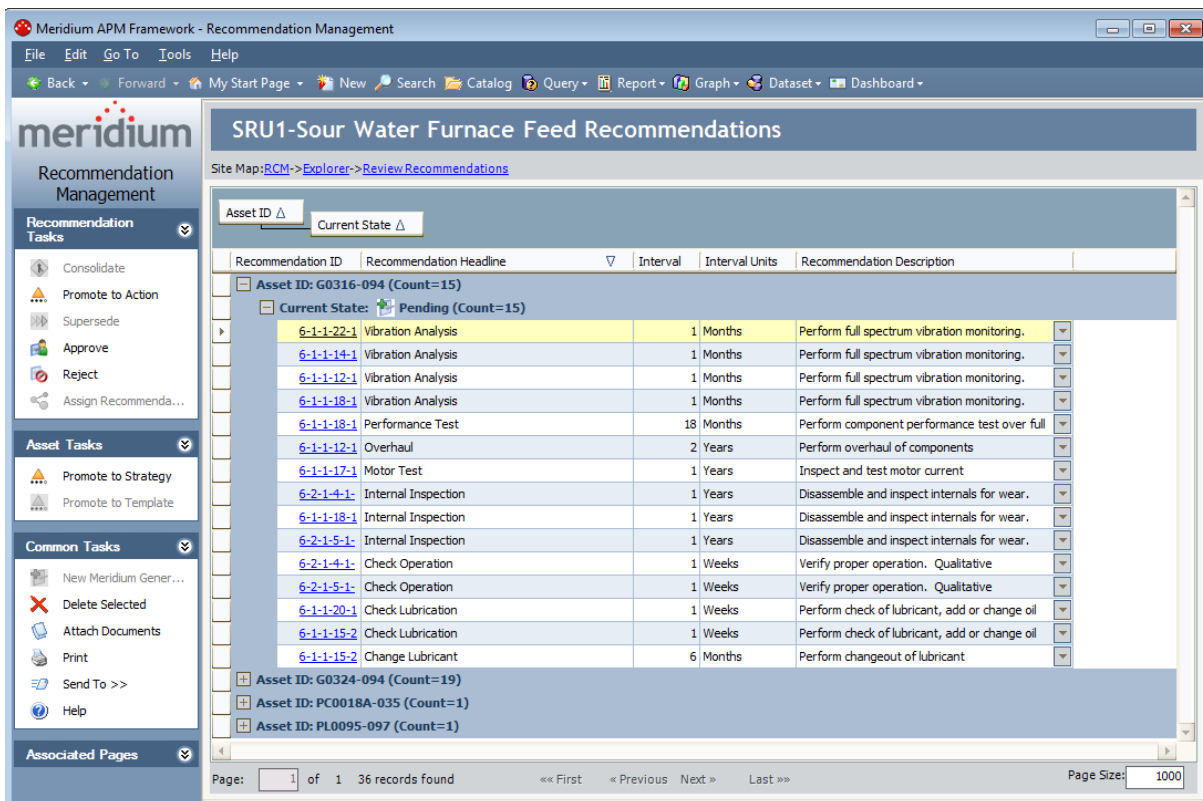 Meridium APM Framework - Recommendation Management
File Edit Go To Tools Help
Back Forward My Start Page New Search Catalog Query Report Graph Dataset Dashboard
meridium
Recommendation
Management
Recommendation
Tasks
Consolidate
Promote to Action
Supersede
Approve
Reject
Assign Recommenda...
Asset Tasks
Promote to Strategy
Promote to Template
Common Tasks
New Meridium Gener...
Delete Selected
Attach Documents
Print
Send To >>
Help
Associated Pages
SRU1-Sour Water Furnace Feed Recommendations
Site Map:RCM->Explorer->Review Recommendations
Asset ID
Current State
Recommendation ID Recommendation Headline Interval Interval Units Recommendation Description
Asset ID: G0316-094 (Count=15)
Current State: Pending (Count=15)
6-1-1-22-1 Vibration Analysis 1 Months Perform full spectrum vibration monitoring.
6-1-1-14-1 Vibration Analysis 1 Months Perform full spectrum vibration monitoring.
6-1-1-12-1 Vibration Analysis 1 Months Perform full spectrum vibration monitoring.
6-1-1-18-1 Vibration Analysis 1 Months Perform full spectrum vibration monitoring.
6-1-1-18-1 Performance Test 18 Months Perform component performance test over full
6-1-1-12-1 Overhaul 2 Years Perform overhaul of components
6-1-1-17-1 Motor Test 1 Years Inspect and test motor current
6-2-1-4-1- Internal Inspection 1 Years Disassemble and inspect internals for wear.
6-1-1-18-1 Internal Inspection 1 Years Disassemble and inspect internals for wear.
6-2-1-5-1- Internal Inspection 1 Years Disassemble and inspect internals for wear.
6-2-1-4-1- Check Operation 1 Weeks Verify proper operation. Qualitative
6-2-1-5-1- Check Operation 1 Weeks Verify proper operation. Qualitative
6-1-1-20-1 Check Lubrication 1 Weeks Perform check of lubricant, add or change oil
6-1-1-15-2 Check Lubrication 1 Weeks Perform check of lubricant, add or change oil
6-1-1-15-2 Change Lubricant 6 Months Perform changeout of lubricant
Asset ID: G0324-094 (Count=19)
Asset ID: PC0018A-035 (Count=1)
Asset ID: PL0095-097 (Count=1)
Page: 1 of 1 36 records found «« First « Previous Next » Last »» Page Size: 1000